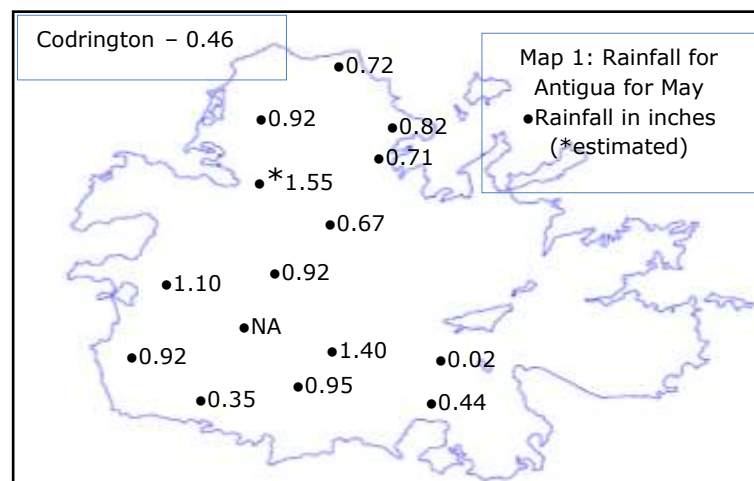 Codrington – 0.46
Map 1: Rainfall for
Antigua for May
●Rainfall in inches
(*estimated)
●0.72
●0.92
●0.82
●0.71
*
●1.55
●0.67
●0.92
●1.10
●NA
●1.40
●0.92
●0.02
●0.95
●0.35
●0.44